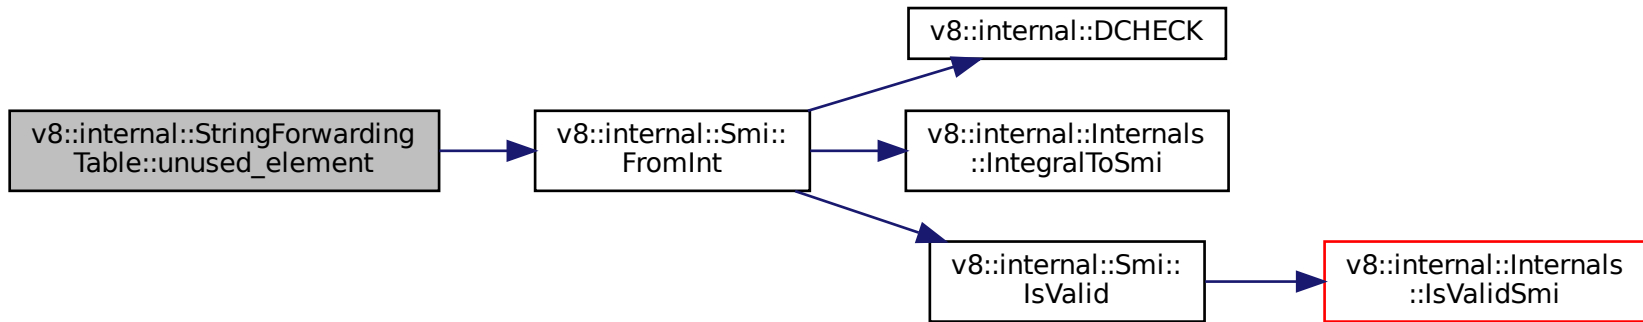 v8::internal::StringForwarding
Table::unused_element
v8::internal::Smi::
FromInt
v8::internal::DCHECK
v8::internal::Internals
::IntegralToSmi
v8::internal::Smi::
IsValid
v8::internal::Internals
::IsValidSmi